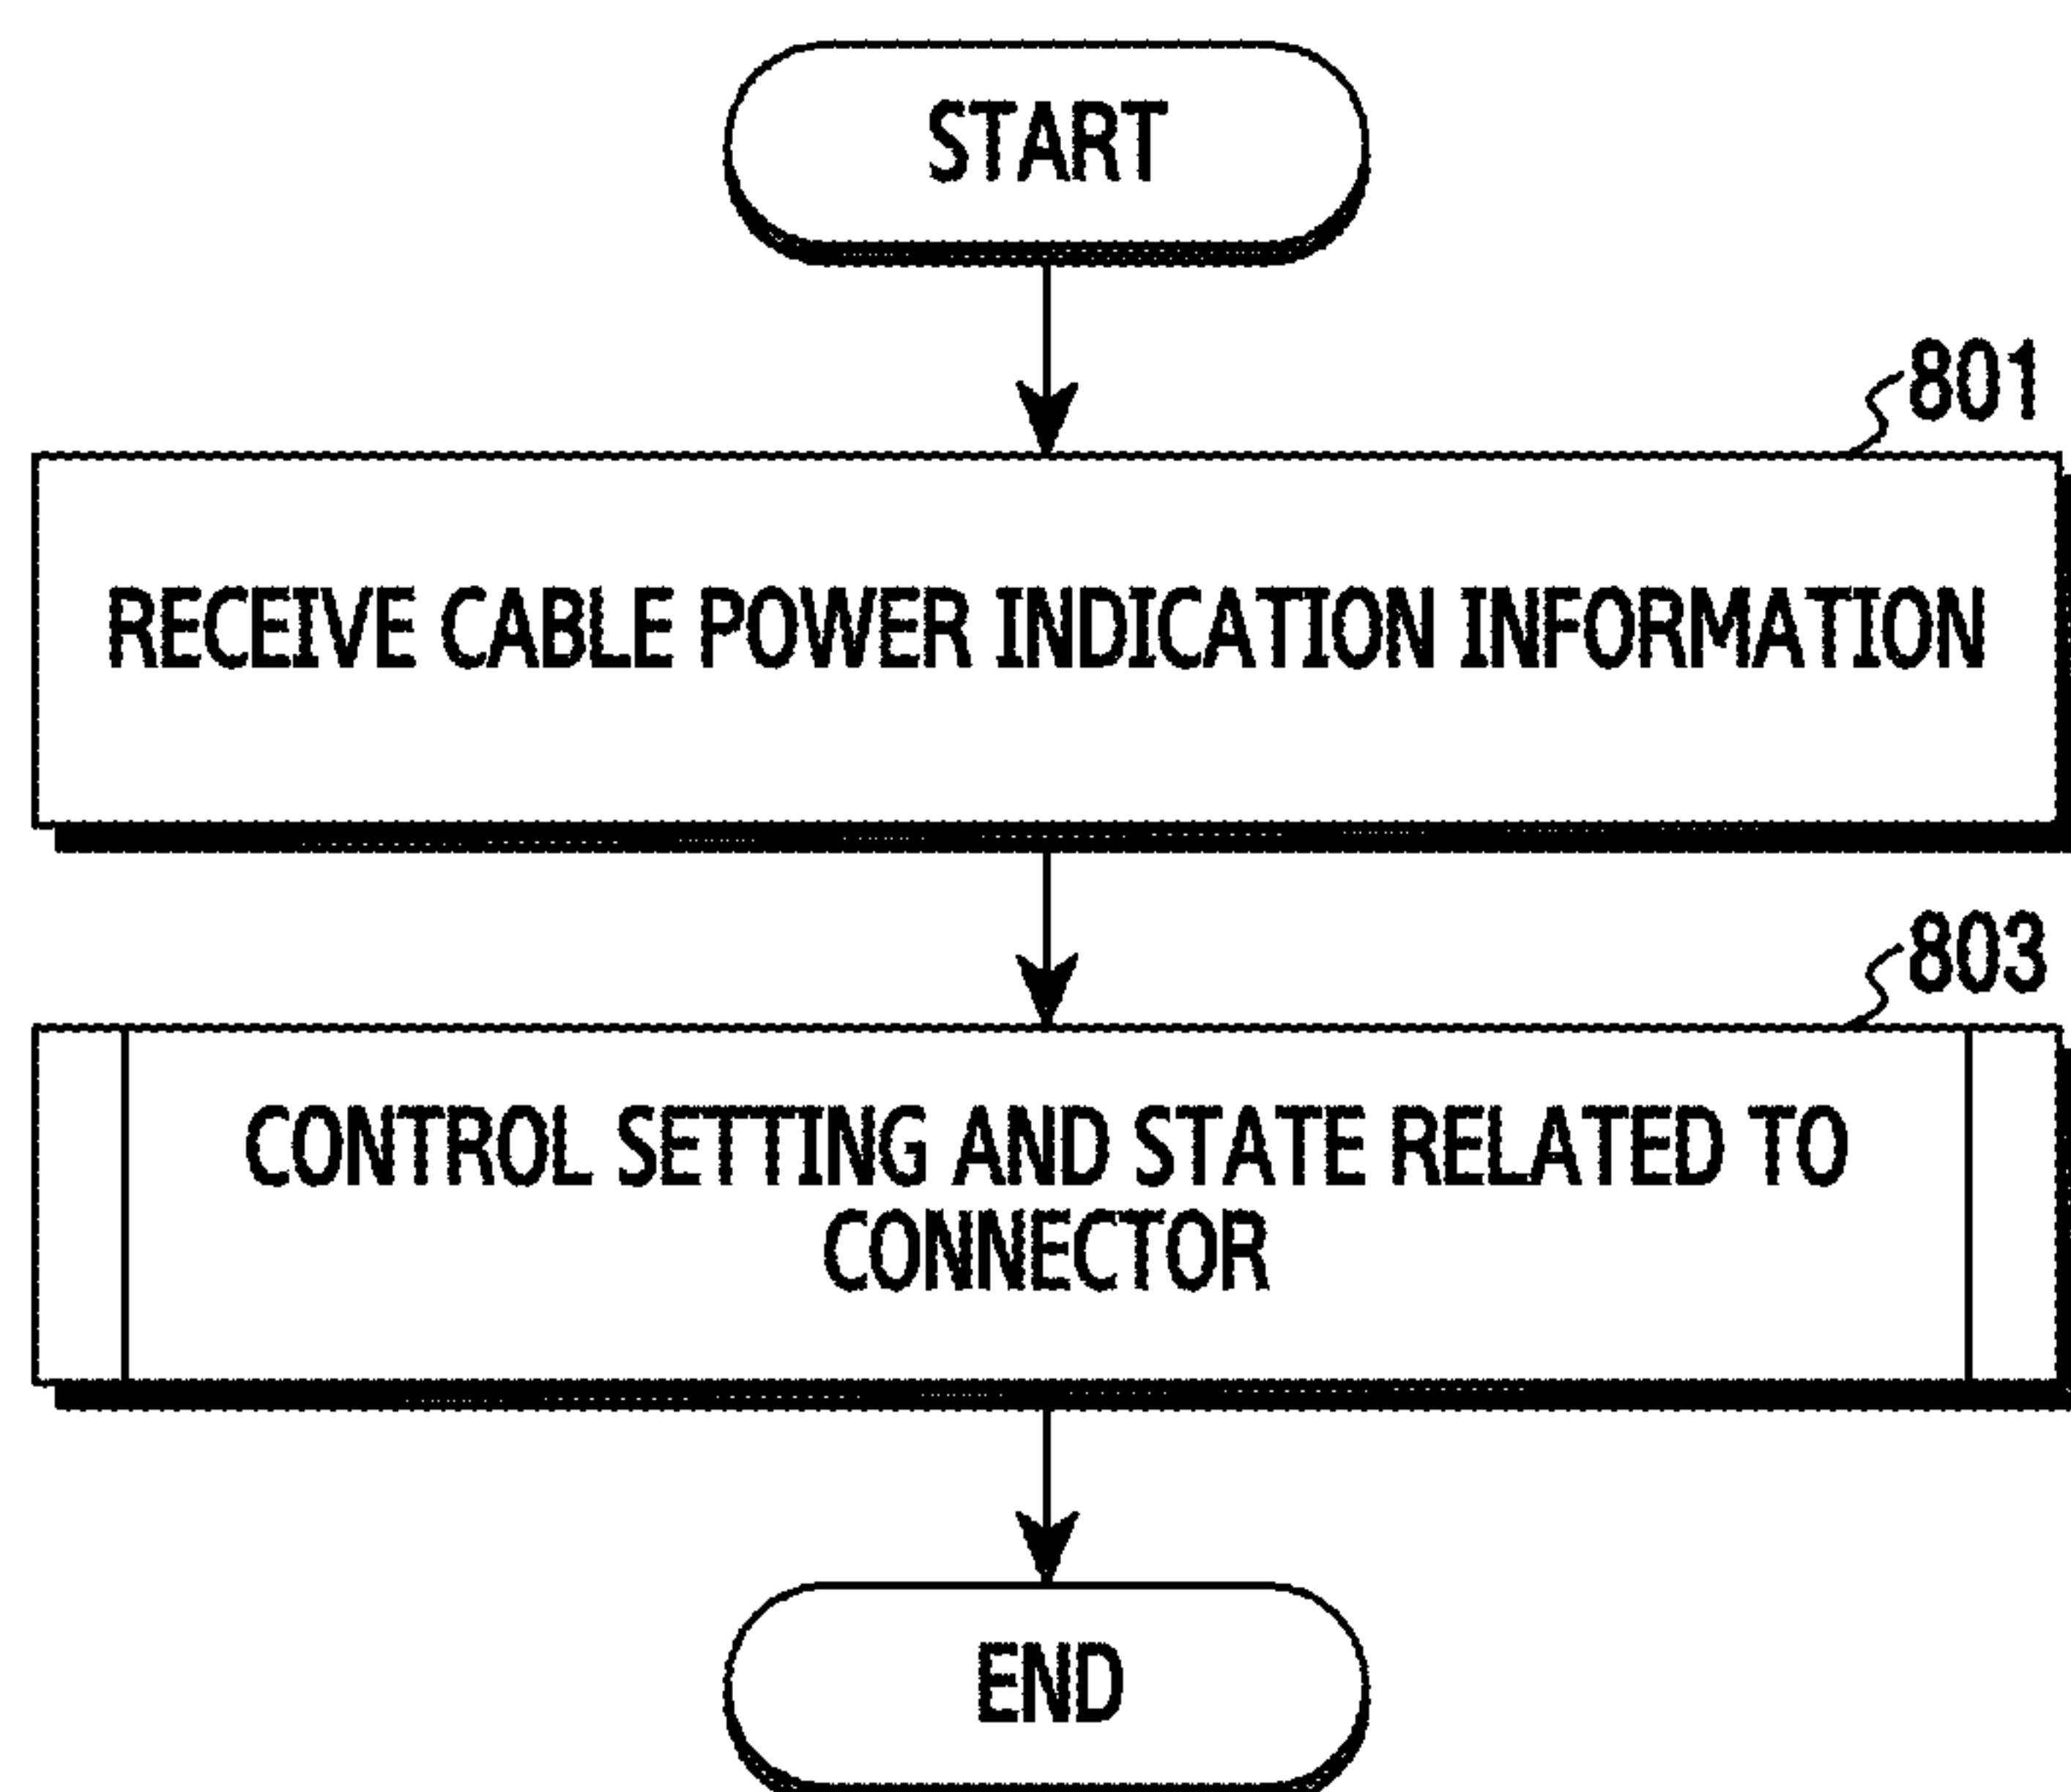 START
801
RECEIVE CABLE POWER INDICATION INFORMATION
803
CONTROL SETTING AND STATE RELATED TO
CONNECTOR
END